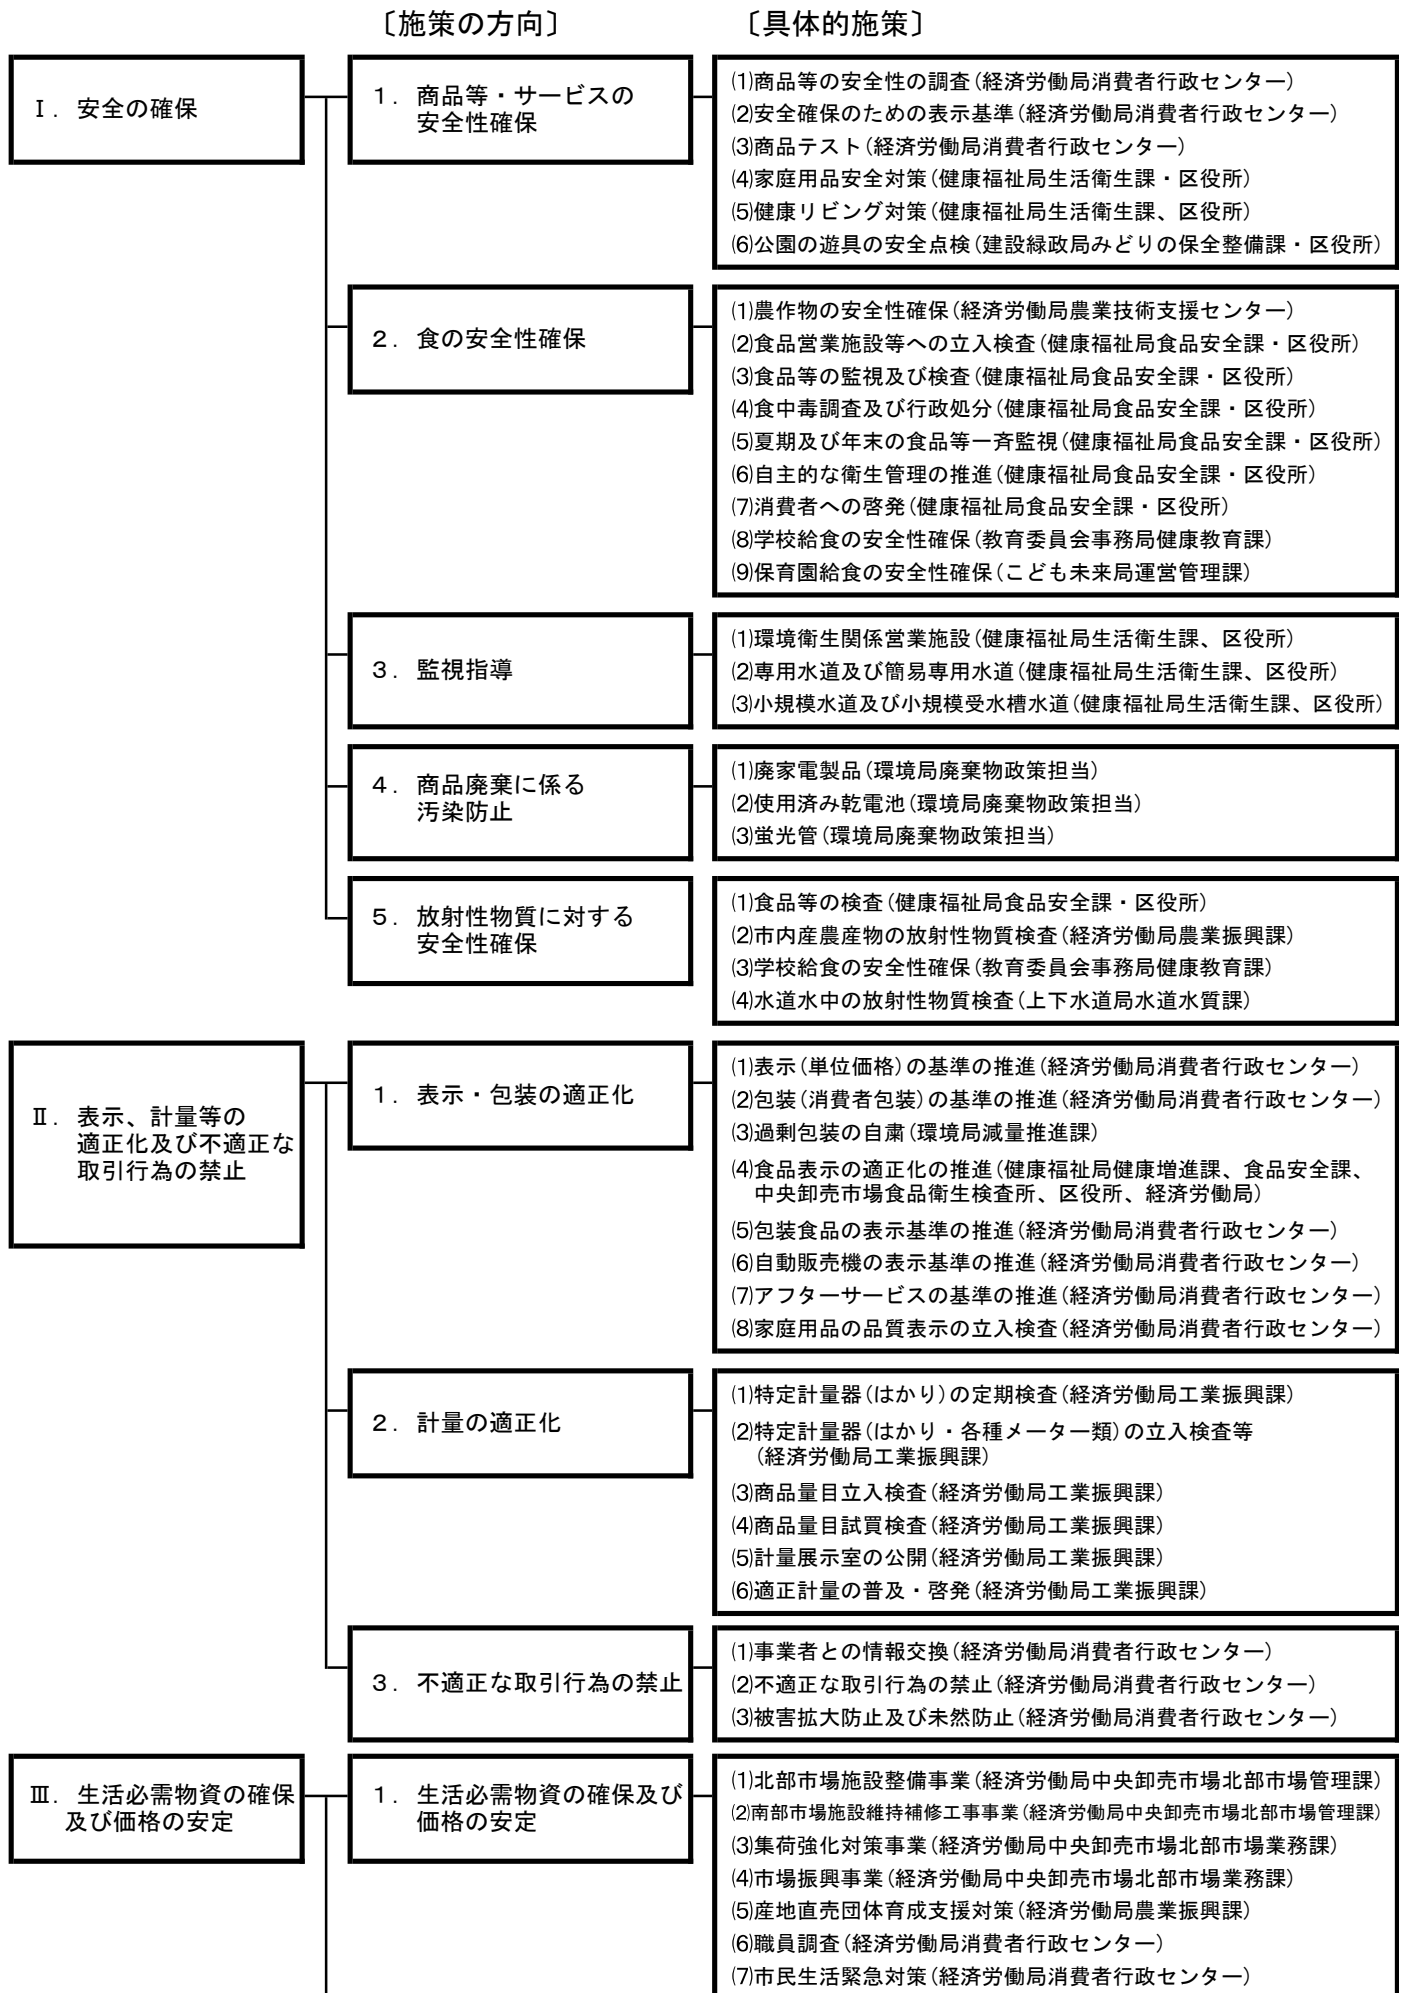 〔施策の方向〕
〔具体的施策〕
Ⅰ．安全の確保
１．商品等・サービスの
安全性確保
⑴商品等の安全性の調査（経済労働局消費者行政センター）
⑵安全確保のための表示基準（経済労働局消費者行政センター）
⑶商品テスト（経済労働局消費者行政センター）
⑷家庭用品安全対策（健康福祉局生活衛生課・区役所）
⑸健康リビング対策（健康福祉局生活衛生課、区役所）
⑹公園の遊具の安全点検（建設緑政局みどりの保全整備課・区役所）
２．食の安全性確保
⑴農作物の安全性確保（経済労働局農業技術支援センター）
⑵食品営業施設等への立入検査（健康福祉局食品安全課・区役所）
⑶食品等の監視及び検査（健康福祉局食品安全課・区役所）
⑷食中毒調査及び行政処分（健康福祉局食品安全課・区役所）
⑸夏期及び年末の食品等一斉監視（健康福祉局食品安全課・区役所）
⑹自主的な衛生管理の推進（健康福祉局食品安全課・区役所）
⑺消費者への啓発（健康福祉局食品安全課・区役所）
⑻学校給食の安全性確保（教育委員会事務局健康教育課）
⑼保育園給食の安全性確保（こども未来局運営管理課）
３．監視指導
⑴環境衛生関係営業施設（健康福祉局生活衛生課、区役所）
⑵専用水道及び簡易専用水道（健康福祉局生活衛生課、区役所）
⑶小規模水道及び小規模受水槽水道（健康福祉局生活衛生課、区役所）
４．商品廃棄に係る
汚染防止
⑴廃家電製品（環境局廃棄物政策担当）
⑵使用済み乾電池（環境局廃棄物政策担当）
⑶蛍光管（環境局廃棄物政策担当）
５．放射性物質に対する
安全性確保
⑴食品等の検査（健康福祉局食品安全課・区役所）
⑵市内産農産物の放射性物質検査（経済労働局農業振興課）
⑶学校給食の安全性確保（教育委員会事務局健康教育課）
⑷水道水中の放射性物質検査（上下水道局水道水質課）
Ⅱ．表示、計量等の
適正化及び不適正な
取引行為の禁止
１．表示・包装の適正化
⑴表示（単位価格）の基準の推進（経済労働局消費者行政センター）
⑵包装（消費者包装）の基準の推進（経済労働局消費者行政センター）
⑶過剰包装の自粛（環境局減量推進課）
⑷食品表示の適正化の推進（健康福祉局健康増進課、食品安全課、
中央卸売市場食品衛生検査所、区役所、経済労働局）
⑸包装食品の表示基準の推進（経済労働局消費者行政センター）
⑹自動販売機の表示基準の推進（経済労働局消費者行政センター）
⑺アフターサービスの基準の推進（経済労働局消費者行政センター）
⑻家庭用品の品質表示の立入検査（経済労働局消費者行政センター）
２．計量の適正化
⑴特定計量器（はかり）の定期検査（経済労働局工業振興課）
⑵特定計量器（はかり・各種メーター類）の立入検査等
（経済労働局工業振興課）
⑶商品量目立入検査（経済労働局工業振興課）
⑷商品量目試買検査（経済労働局工業振興課）
⑸計量展示室の公開（経済労働局工業振興課）
⑹適正計量の普及・啓発（経済労働局工業振興課）
３．不適正な取引行為の禁止
⑴事業者との情報交換（経済労働局消費者行政センター）
⑵不適正な取引行為の禁止（経済労働局消費者行政センター）
⑶被害拡大防止及び未然防止（経済労働局消費者行政センター）
Ⅲ．生活必需物資の確保
及び価格の安定
１．生活必需物資の確保及び
価格の安定
⑴北部市場施設整備事業（経済労働局中央卸売市場北部市場管理課）
⑵南部市場施設維持補修工事事業（経済労働局中央卸売市場北部市場管理課）
⑶集荷強化対策事業（経済労働局中央卸売市場北部市場業務課）
⑷市場振興事業（経済労働局中央卸売市場北部市場業務課）
⑸産地直売団体育成支援対策（経済労働局農業振興課）
⑹職員調査（経済労働局消費者行政センター）
⑺市民生活緊急対策（経済労働局消費者行政センター）